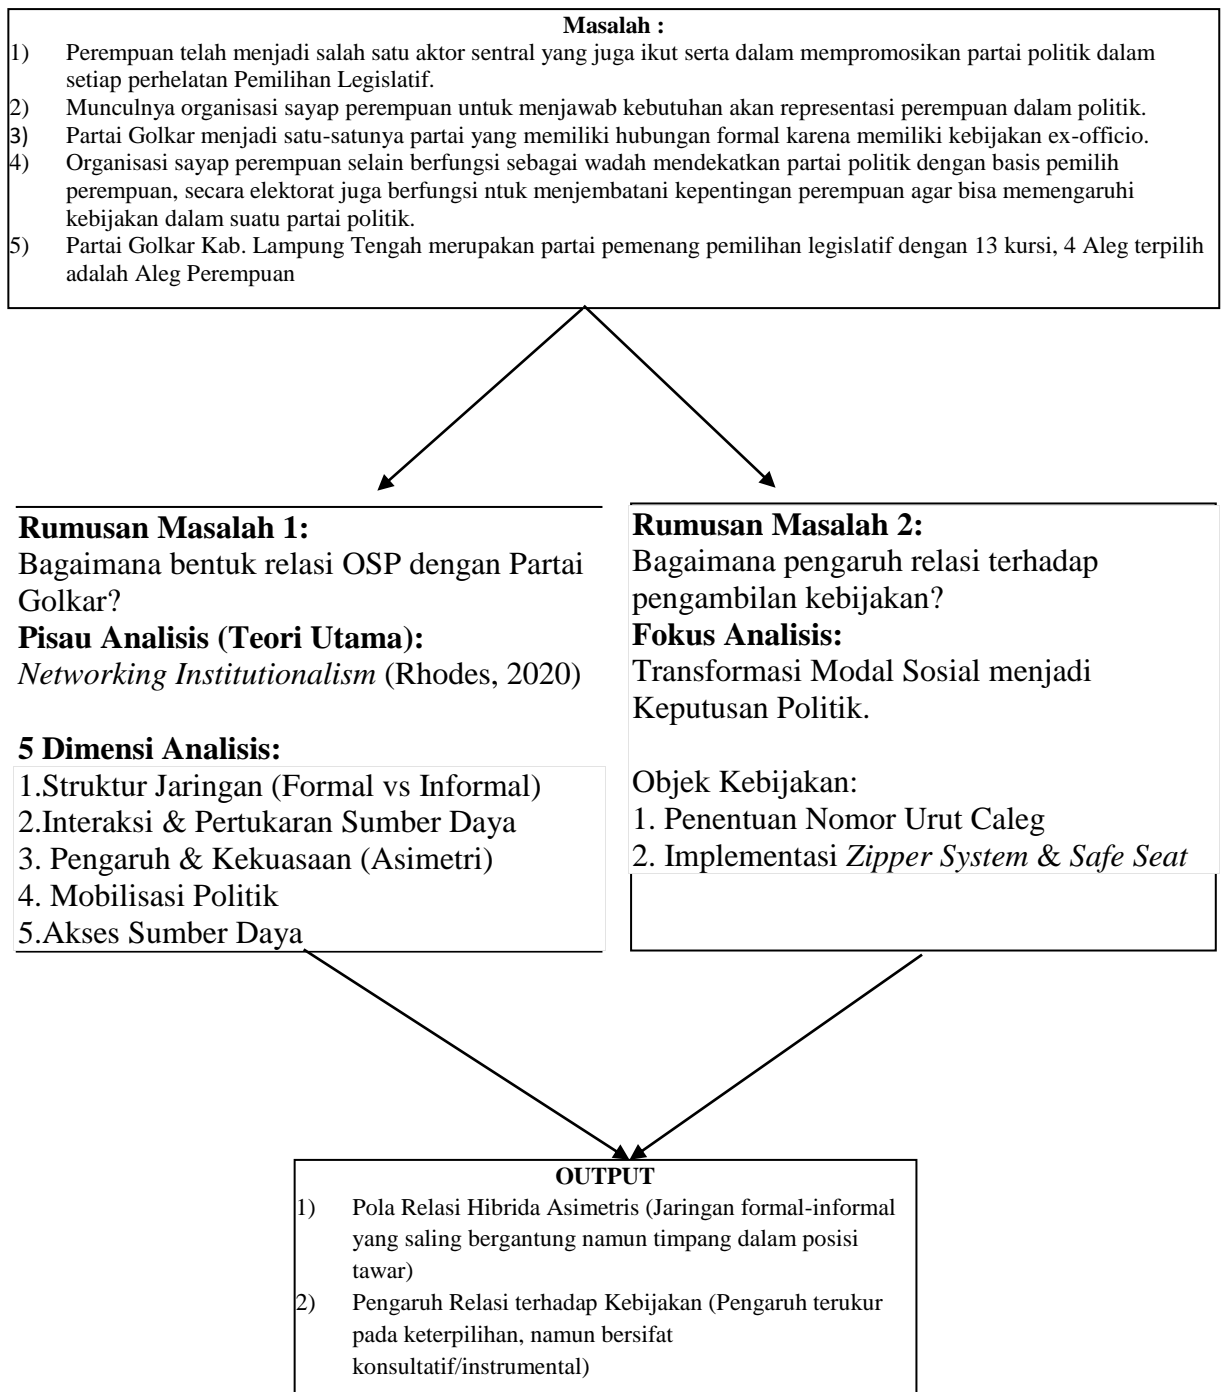 Masalah :
1) Perempuan telah menjadi salah satu aktor sentral yang juga ikut serta dalam mempromosikan partai politik dalam
setiap perhelatan Pemilihan Legislatif.
2) Munculnya organisasi sayap perempuan untuk menjawab kebutuhan akan representasi perempuan dalam politik.
3) Partai Golkar menjadi satu-satunya partai yang memiliki hubungan formal karena memiliki kebijakan ex-officio.
4) Organisasi sayap perempuan selain berfungsi sebagai wadah mendekatkan partai politik dengan basis pemilih
perempuan, secara elektorat juga berfungsi ntuk menjembatani kepentingan perempuan agar bisa memengaruhi
kebijakan dalam suatu partai politik.
5) Partai Golkar Kab. Lampung Tengah merupakan partai pemenang pemilihan legislatif dengan 13 kursi, 4 Aleg terpilih
adalah Aleg Perempuan
Rumusan Masalah 1:
Bagaimana bentuk relasi OSP dengan Partai
Golkar?
Pisau Analisis (Teori Utama):
Networking Institutionalism (Rhodes, 2020)
5 Dimensi Analisis:
1.Struktur Jaringan (Formal vs Informal)
2.Interaksi & Pertukaran Sumber Daya
3. Pengaruh & Kekuasaan (Asimetri)
4. Mobilisasi Politik
5.Akses Sumber Daya
Rumusan Masalah 2:
Bagaimana pengaruh relasi terhadap
pengambilan kebijakan?
Fokus Analisis:
Transformasi Modal Sosial menjadi
Keputusan Politik.
Objek Kebijakan:
1. Penentuan Nomor Urut Caleg
2. Implementasi Zipper System & Safe Seat
OUTPUT
1) Pola Relasi Hibrida Asimetris (Jaringan formal-informal
yang saling bergantung namun timpang dalam posisi
tawar)
2) Pengaruh Relasi terhadap Kebijakan (Pengaruh terukur
pada keterpilihan, namun bersifat
konsultatif/instrumental)